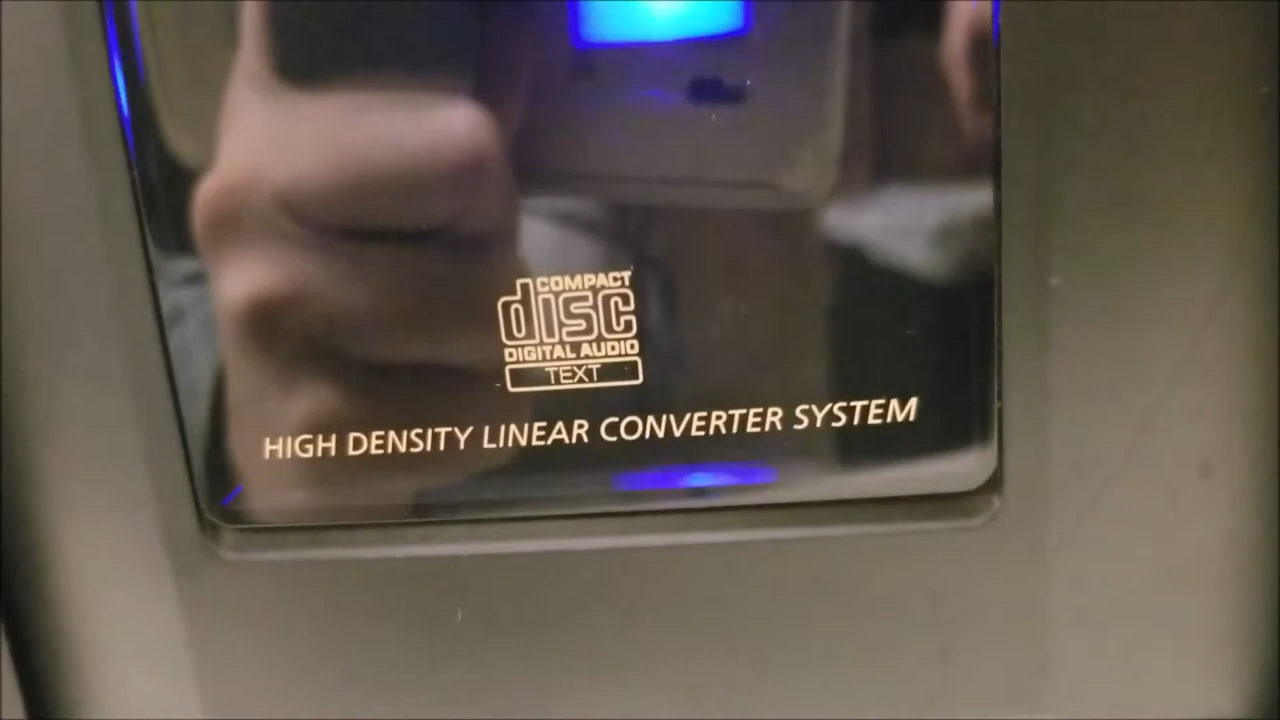 COMPACT
disc
DIGITAL AUDIO
TEXT
HIGH DENSITY LINEAR CONVERTER SYSTEM